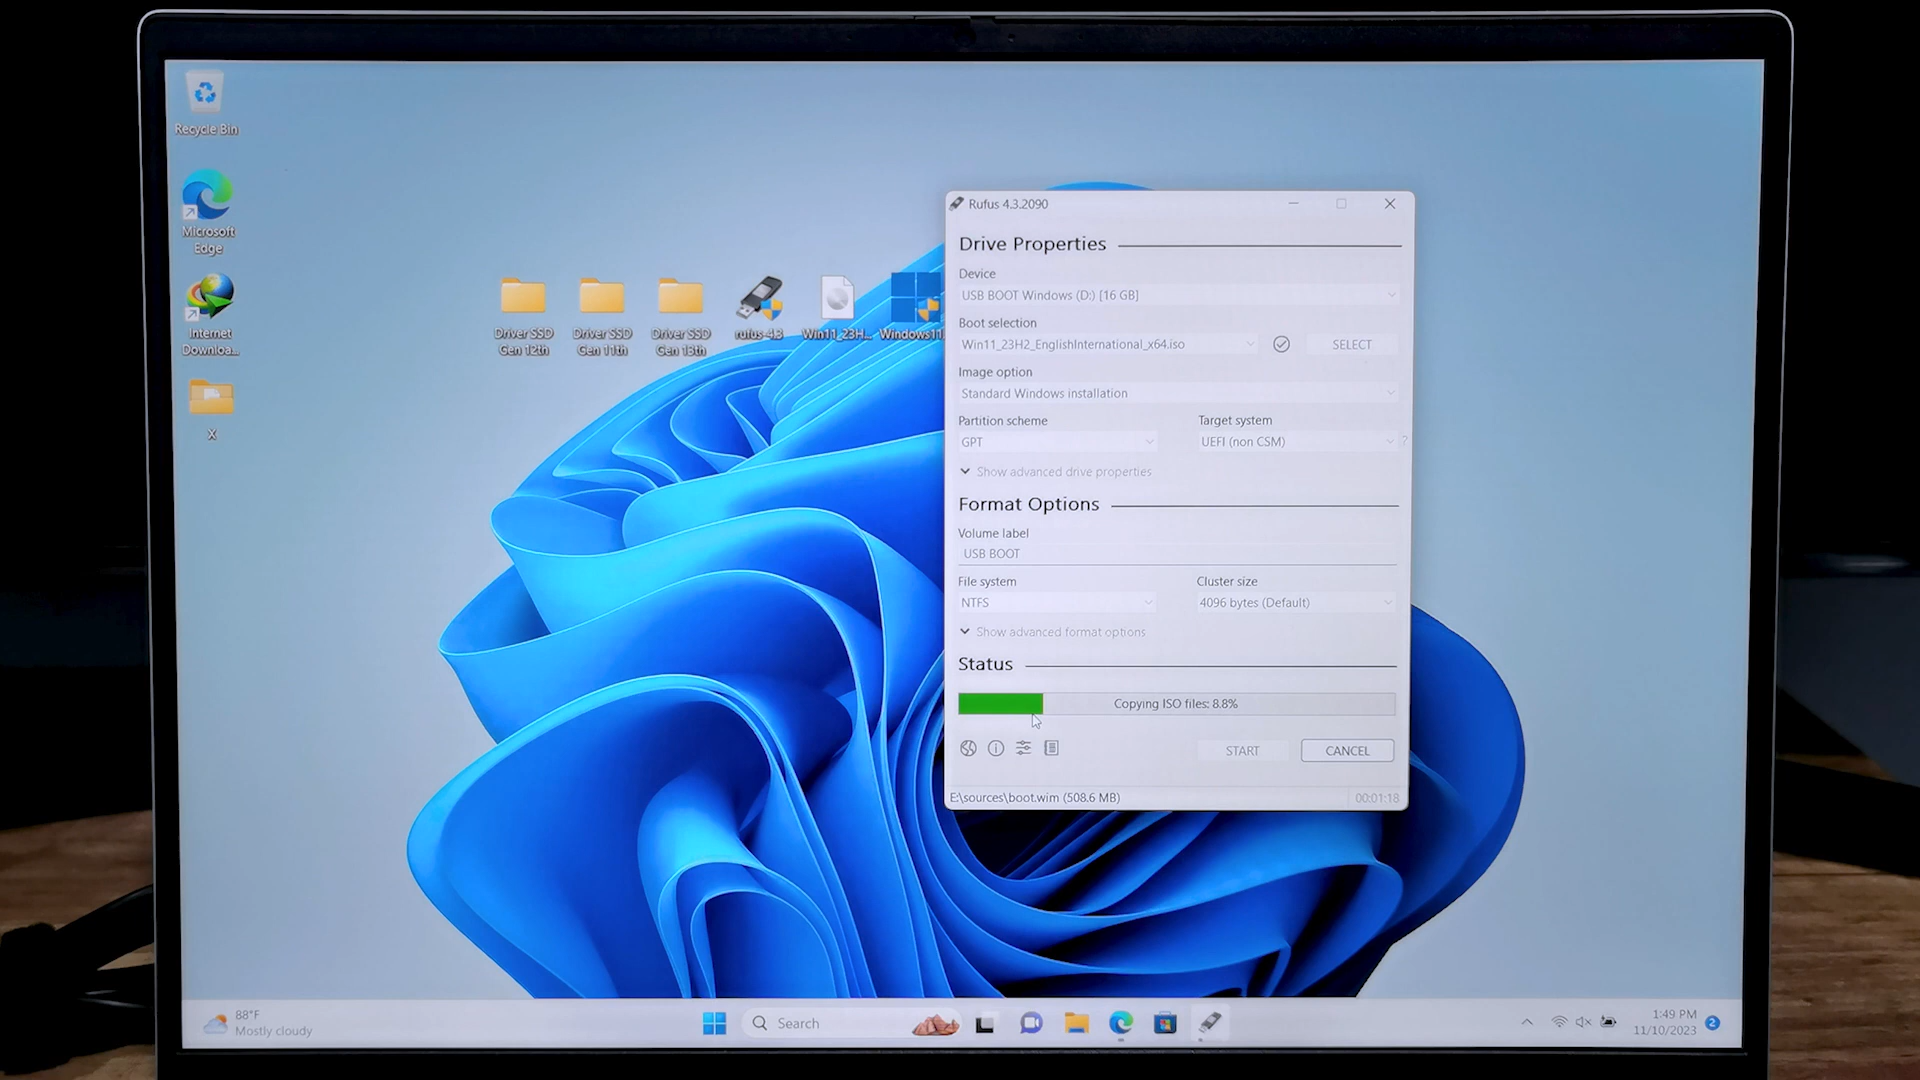 Recycle Bin
Microsoft
Edge
Internet
Downloa...
X
Driver SSD
Gen 12th
Driver SSD
Gen 11th
Driver SSD
Gen 13th
rufus-4.3
Win11_23H...
Windows11
Rufus 4.3.2090
Drive Properties
Device
USB BOOT Windows (D:) [16 GB]
Boot selection
Win11_23H2_EnglishInternational_x64.iso
SELECT
Image option
Standard Windows installation
Partition scheme
Target system
GPT
UEFI (non CSM)
?
Show advanced drive properties
Format Options
Volume label
USB BOOT
File system
Cluster size
NTFS
4096 bytes (Default)
Show advanced format options
Status
Copying ISO files: 8.8%
START
CANCEL
E:\sources\boot.wim (508.6 MB)
00:01:18
88°F
Mostly cloudy
Search
1:49 PM
11/10/2023
2